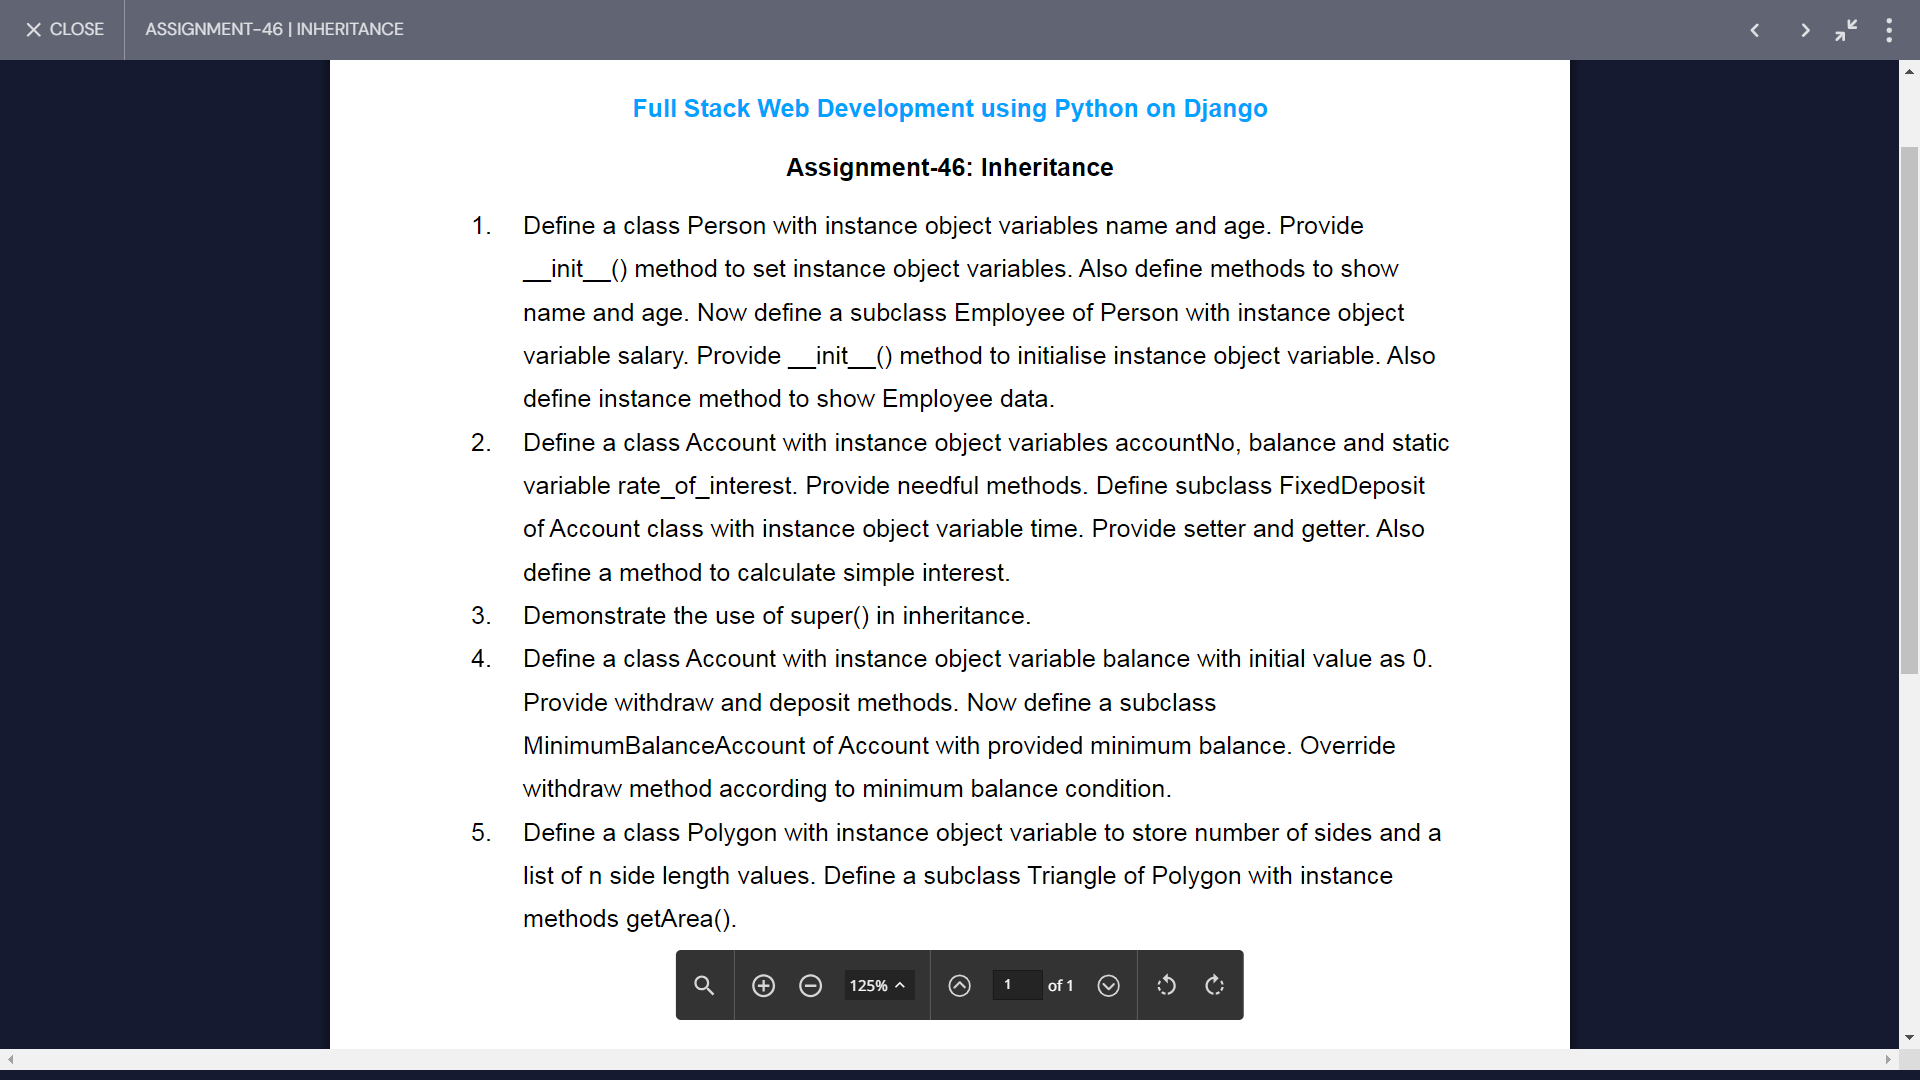 CLOSE
ASSIGNMENT-46 | INHERITANCE
Full Stack Web Development using Python on Django
Assignment-46: Inheritance
1. Define a class Person with instance object variables name and age. Provide
__init__() method to set instance object variables. Also define methods to show
name and age. Now define a subclass Employee of Person with instance object
variable salary. Provide __init__() method to initialise instance object variable. Also
define instance method to show Employee data.
2. Define a class Account with instance object variables accountNo, balance and static
variable rate_of_interest. Provide needful methods. Define subclass FixedDeposit
of Account class with instance object variable time. Provide setter and getter. Also
define a method to calculate simple interest.
3. Demonstrate the use of super() in inheritance.
4. Define a class Account with instance object variable balance with initial value as 0.
Provide withdraw and deposit methods. Now define a subclass
MinimumBalanceAccount of Account with provided minimum balance. Override
withdraw method according to minimum balance condition.
5. Define a class Polygon with instance object variable to store number of sides and a
list of n side length values. Define a subclass Triangle of Polygon with instance
methods getArea().
125%
1 of 1